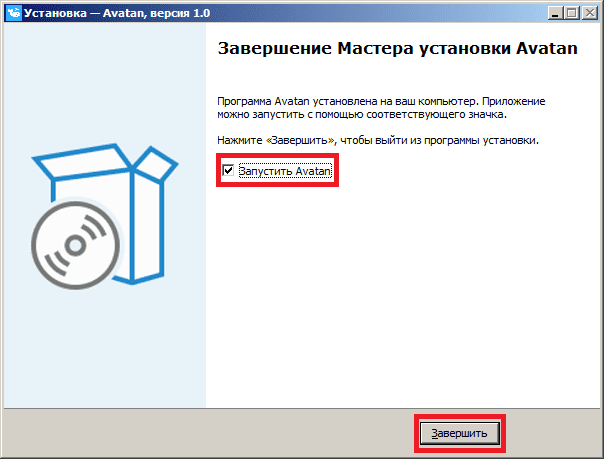 Установка — Avatan, версия 1.0
Завершение Мастера установки Avatan
Программа Avatan установлена на ваш компьютер. Приложение
можно запустить с помощью соответствующего значка.
Нажмите «Завершить», чтобы выйти из программы установки.
Запустить Avatan
Завершить